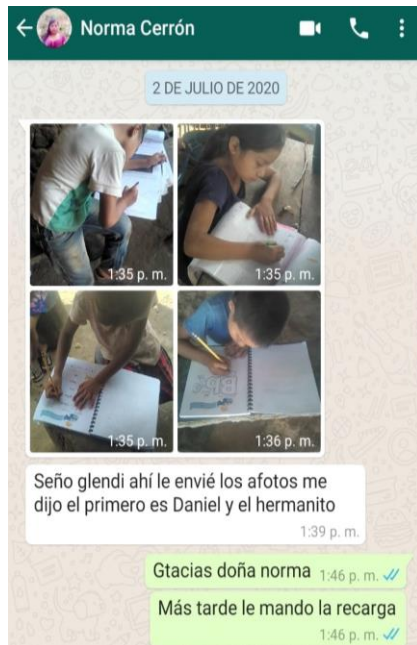 Norma Cerrón
2 DE JULIO DE 2020
1:35 p. m.
1:35 p. m.
1:35 p. m.
1:36 p. m.
Seño glendi ahí le envié los afotos me
dijo el primero es Daniel y el hermanito
1:39 p. m.
Gtacias doña norma 1:46 p. m.
Más tarde le mando la recarga
1:46 p. m.